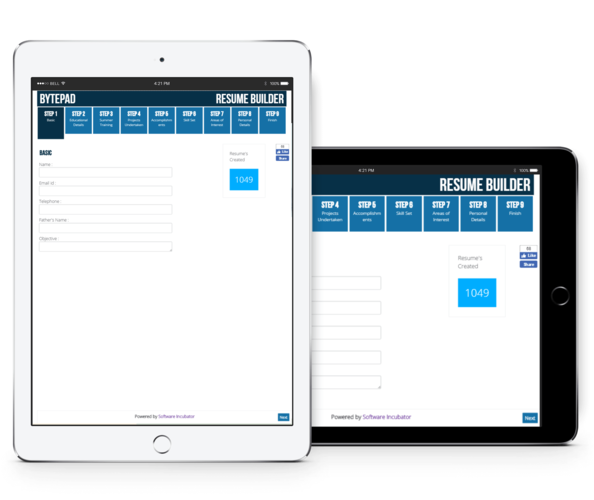 ●●●○○ BELL 4:21 PM 100%
BYTEPAD RESUME BUILDER
STEP 1 STEP 2 STEP 3 STEP 4 STEP 5 STEP 6 STEP 7 STEP 8 STEP 9
Basic Educational Summer Projects Accomplishm Skill Set Areas of Personal Finish
Details Training Undertaken ents Interest Details
BASIC
Name :
Email id :
Telephone :
Father's Name :
Objective :
Resume's
Created
1049
Like
Share
Powered by Software Incubator
Next
4:21 PM 100%
RESUME BUILDER
STEP 4 STEP 5 STEP 6 STEP 7 STEP 8 STEP 9
Projects Accomplishm Skill Set Areas of Personal Finish
Undertaken ents Interest Details
Resume's
Created
1049
Like
Share
Powered by Software Incubator
Next